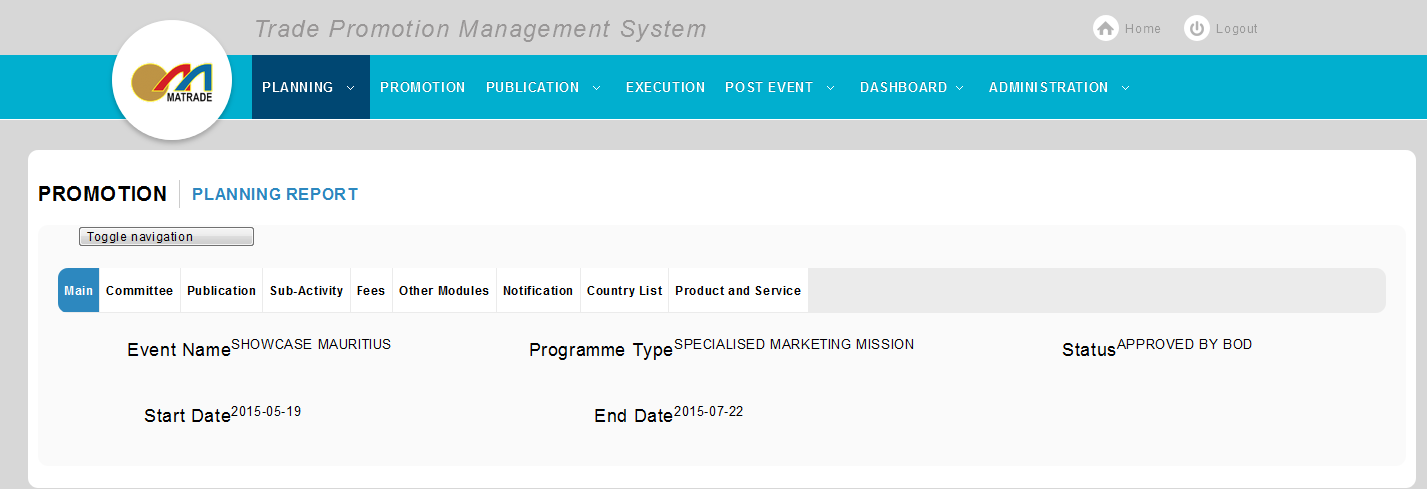 Trade Promotion Management System
Home
Logout
MATRADE
PLANNING PROMOTION PUBLICATION EXECUTION POST EVENT DASHBOARD ADMINISTRATION
PROMOTION PLANNING REPORT
Toggle navigation
Main Committee Publication Sub-Activity Fees Other Modules Notification Country List Product and Service
Event Name SHOWCASE MAURITIUS Programme Type SPECIALISED MARKETING MISSION Status APPROVED BY BOD
Start Date 2015-05-19 End Date 2015-07-22